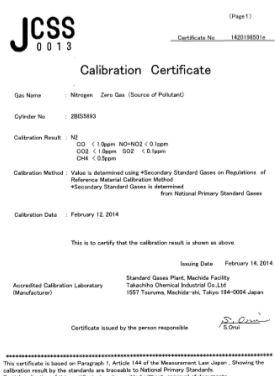 (Page1)
JCSS
0013
Certificate No 1420198501e
Calibration Certificate
Gas Name : Nitrogen Zero Gas (Source of Pollutant)
Cylinder No : 2BIS5893
Calibration Result : N2
CO < 1.0ppm NO+NO2 < 0.1ppm
CO2 < 1.0ppm SO2 < 0.1ppm
CH4 < 0.5ppm
Calibration Method : Value is determined using *Secondary Standard Gases on Regulations of
Reference Material Calibration Method
*Secondary Standard Gases is determined
from National Primary Standard Gases
Calibration Date : February 12, 2014
This is to certify that the calibration result is shown as above
Issuing Date February 14, 2014
Standard Gases Plant, Machida Facility
Accredited Calibration Laboratory Takachiho Chemical Industrial Co.,Ltd
(Manufacturer) 1557 Tsuruma, Machida-shi, Tokyo 194-0004 Japan
Certificate issued by the person responsible S.Orui
S.Orui
This certificate is based on Paragraph 1, Article 144 of the Measurement Law Japan , Showing the
calibration result by the standards are traceable to National Primary Standards.